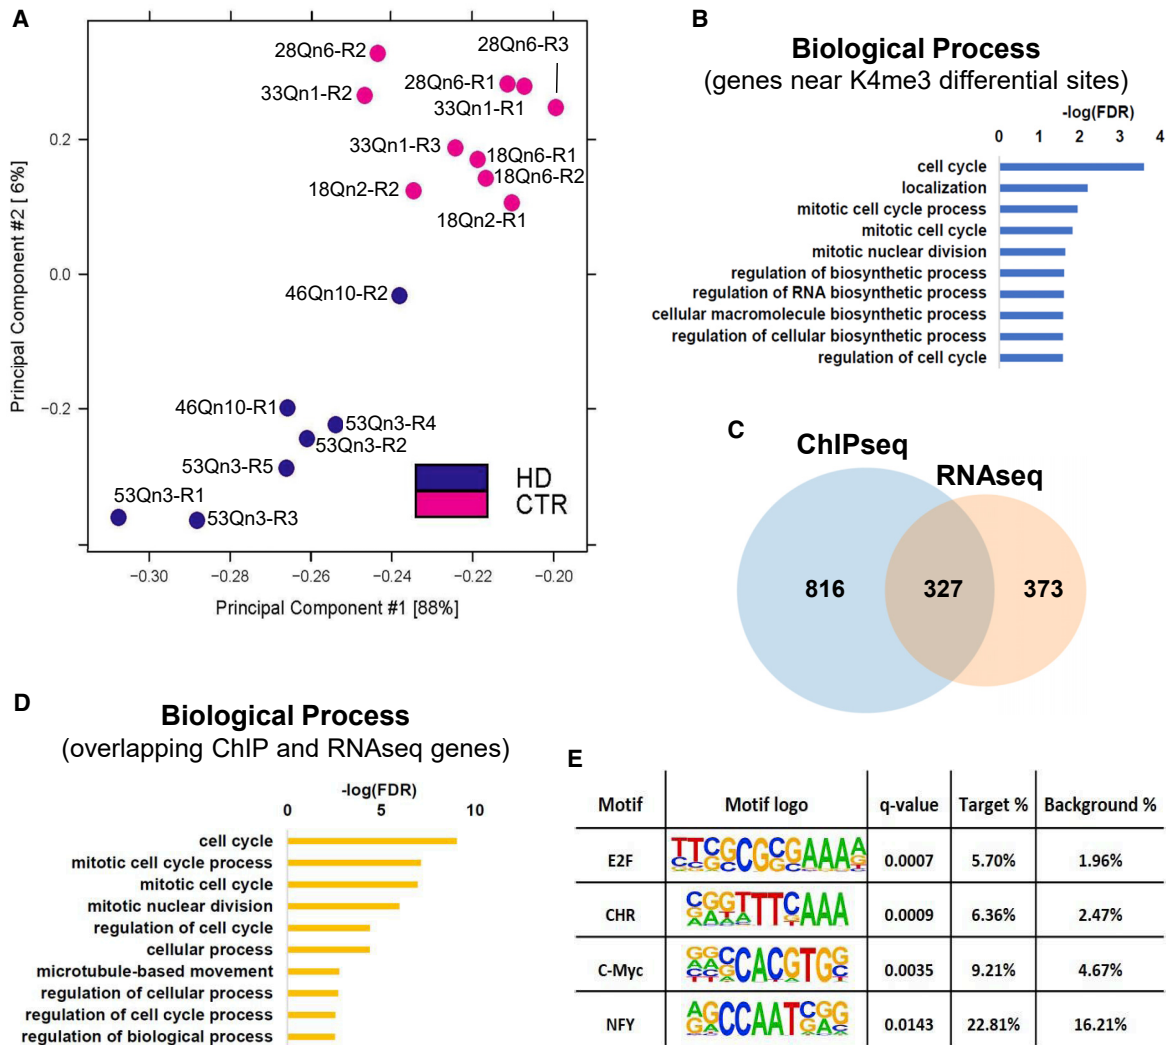 A
28Qn6-R2
28Qn6-R3
33Qn1-R2
28Qn6-R1
33Qn1-R1
33Qn1-R3
18Qn6-R1
18Qn6-R2
18Qn2-R2
18Qn2-R1
46Qn10-R2
46Qn10-R1
53Qn3-R4
53Qn3-R2
53Qn3-R5
53Qn3-R1
53Qn3-R3
HD
CTR
0.2
0.0
−0.2
Principal Component #2 [ 6%]
−0.30 −0.28 −0.26 −0.24 −0.22 −0.20
Principal Component #1 [88%]
B
Biological Process
(genes near K4me3 differential sites)
-log(FDR)
0 1 2 3 4
cell cycle
localization
mitotic cell cycle process
mitotic cell cycle
mitotic nuclear division
regulation of biosynthetic process
regulation of RNA biosynthetic process
cellular macromolecule biosynthetic process
regulation of cellular biosynthetic process
regulation of cell cycle
C
ChIPseq
RNAseq
816 327 373
D
Biological Process
(overlapping ChIP and RNAseq genes)
-log(FDR)
0 5 10
cell cycle
mitotic cell cycle process
mitotic cell cycle
mitotic nuclear division
regulation of cell cycle
cellular process
microtubule-based movement
regulation of cellular process
regulation of cell cycle process
regulation of biological process
E
Motif Motif logo q-value Target % Background %
E2F 0.0007 5.70% 1.96%
CHR 0.0009 6.36% 2.47%
C-Myc 0.0035 9.21% 4.67%
NFY 0.0143 22.81% 16.21%